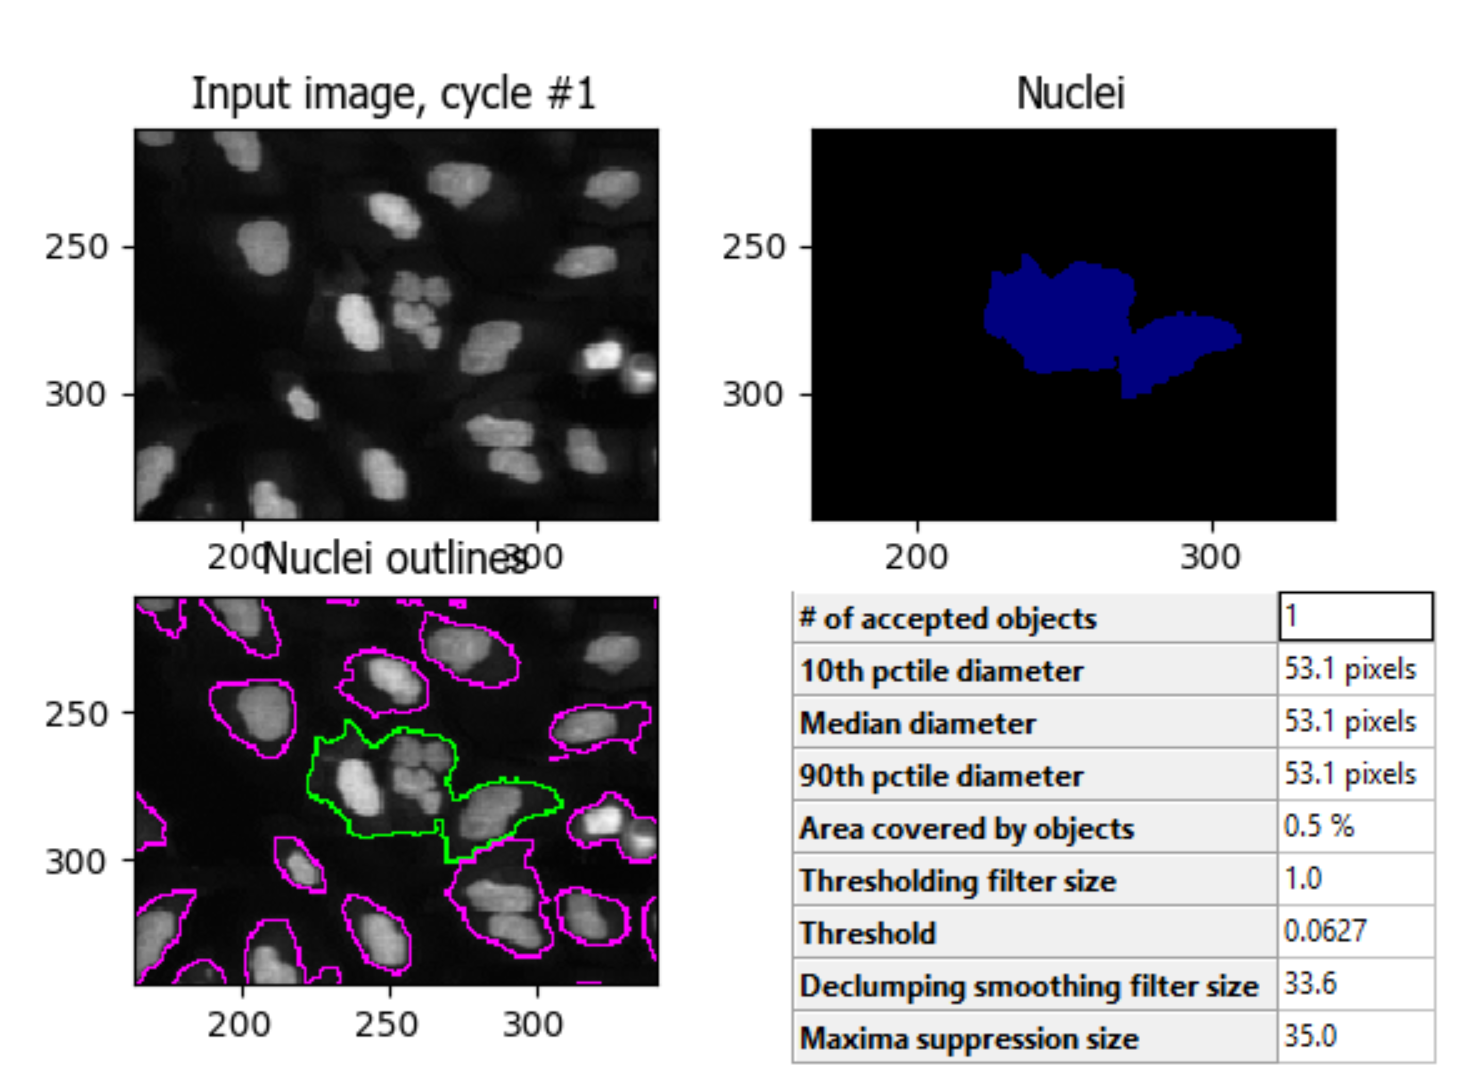 Input image, cycle #1
250
300
200
300
Nuclei
250
300
200
300
Nuclei outlines
250
300
200
250
300
# of accepted objects 1
10th pctile diameter 53.1 pixels
Median diameter 53.1 pixels
90th pctile diameter 53.1 pixels
Area covered by objects 0.5 %
Thresholding filter size 1.0
Threshold 0.0627
Declumping smoothing filter size 33.6
Maxima suppression size 35.0